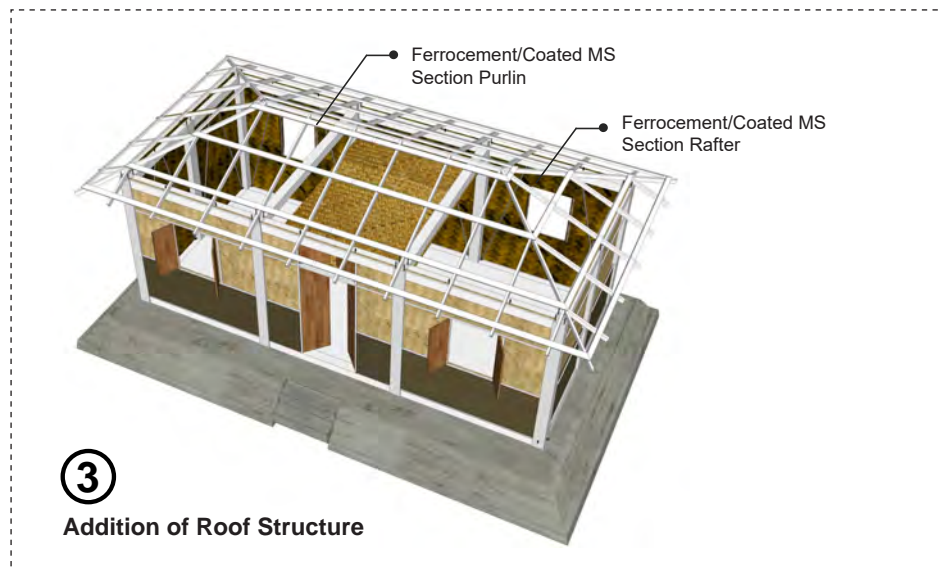 Ferrocement/Coated MS
Section Purlin
Ferrocement/Coated MS
Section Rafter
3
Addition of Roof Structure